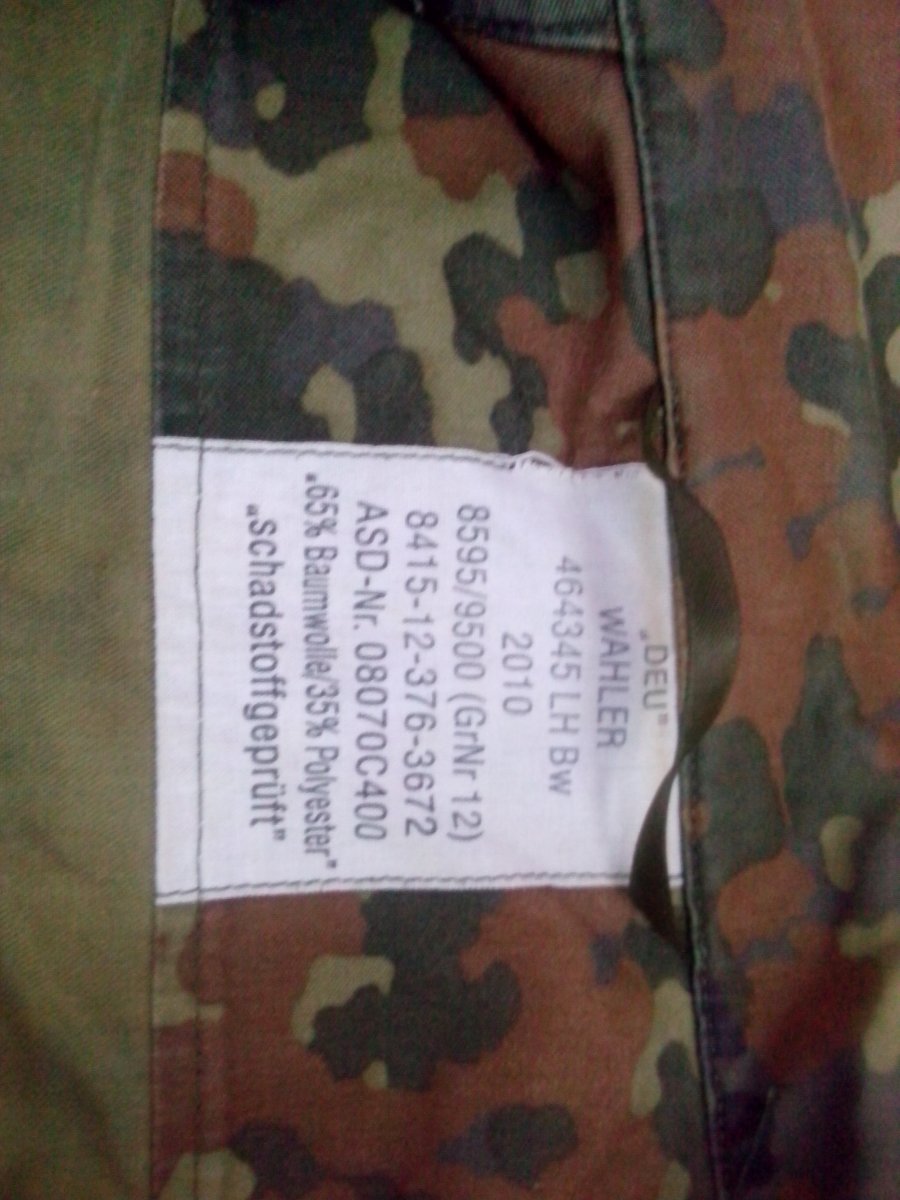 „DEU"
WAHLER
464345 LH Bw
2010
8595/9500 (GrNr 12)
8415-12-376-3672
ASD-Nr. 08070C400
„65% Baumwolle/35% Polyester"
„schadstoffgeprüft"